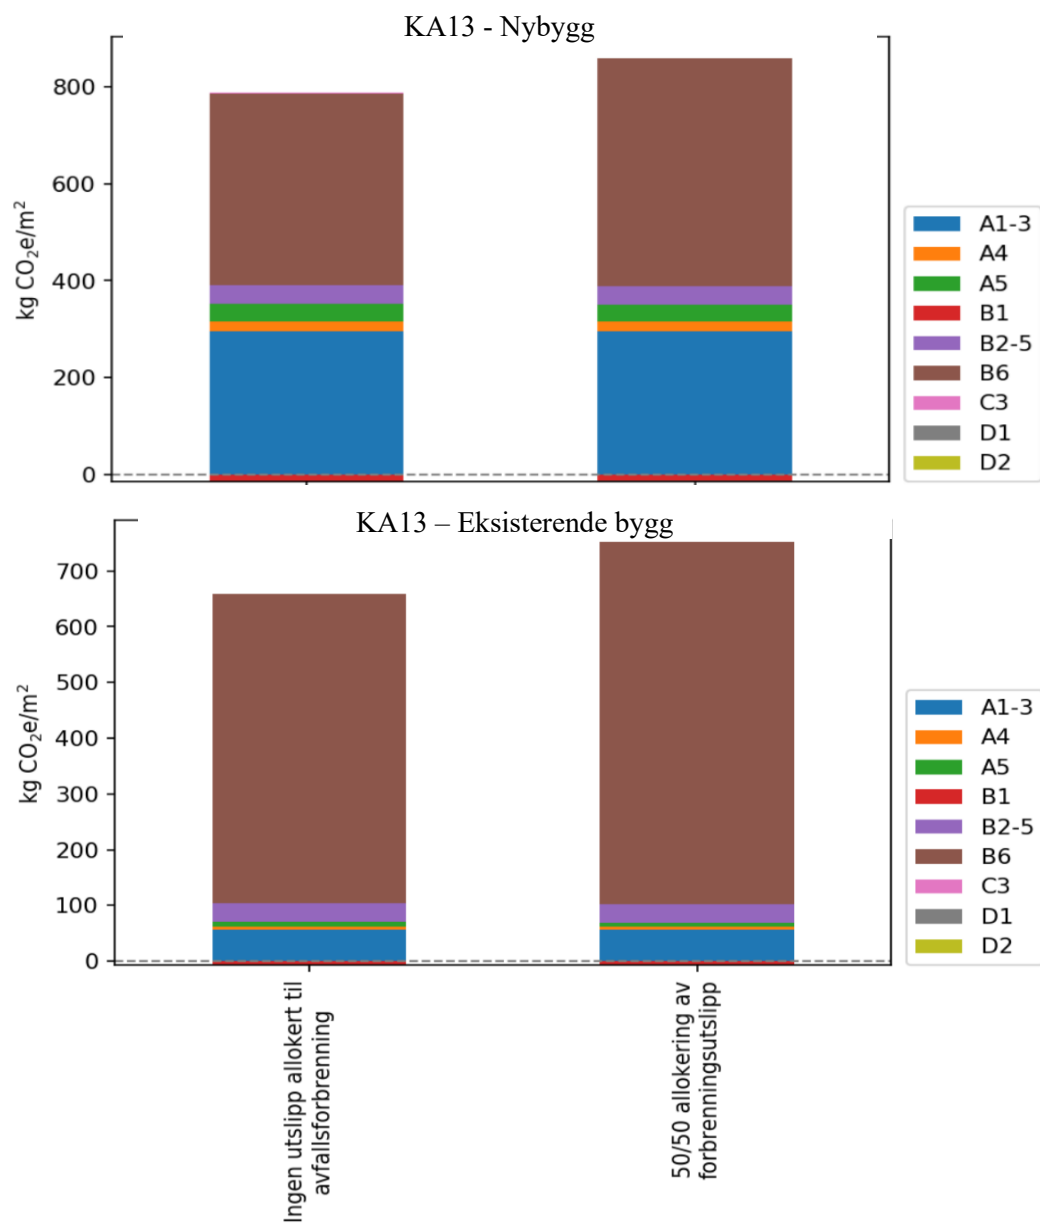 KA13 - Nybygg
800
600
400
200
0
kg CO₂e/m²
A1-3
A4
A5
B1
B2-5
B6
C3
D1
D2
KA13 – Eksisterende bygg
700
600
500
400
300
200
100
0
kg CO₂e/m²
A1-3
A4
A5
B1
B2-5
B6
C3
D1
D2
Ingen utslipp allokert til
avfallsforbrenning
50/50 allokering av
forbrenningsutslipp